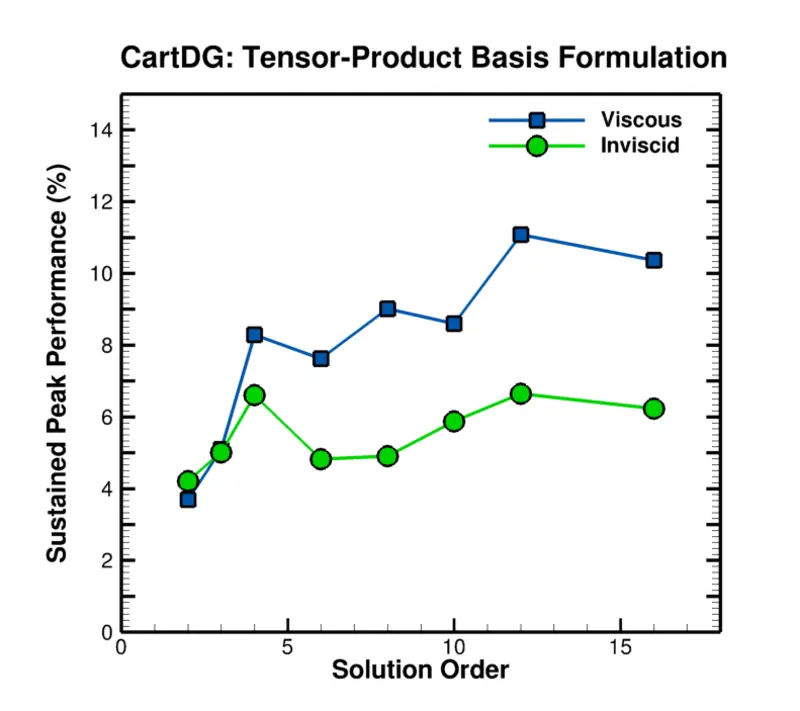 CartDG: Tensor-Product Basis Formulation
Viscous
Inviscid
Sustained Peak Performance (%)
14
12
10
8
6
4
2
0
0 5 10 15
Solution Order